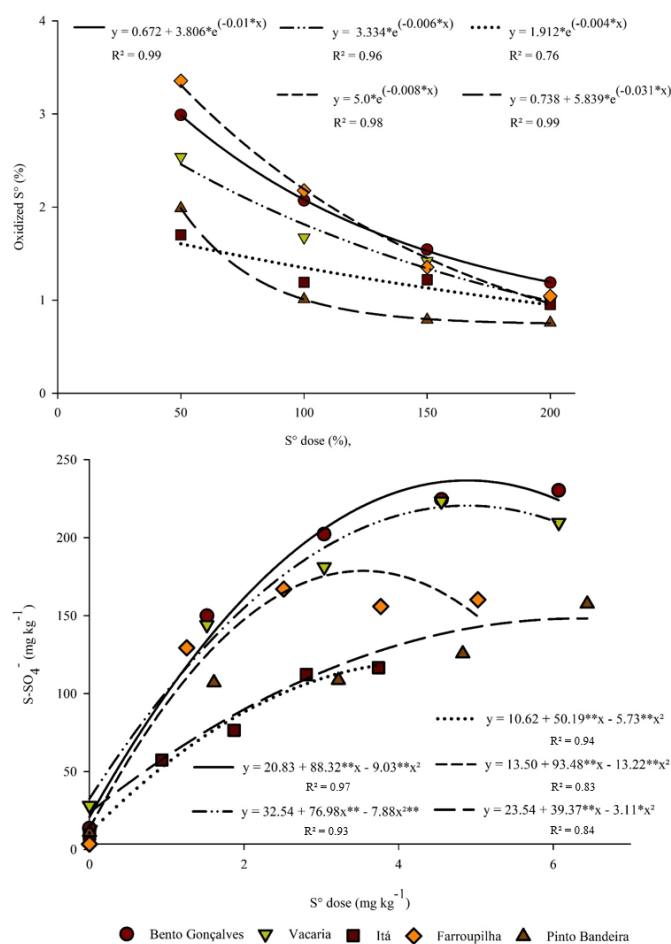 y = 0.672 + 3.806*e(-0.01*x)
R² = 0.99
y = 3.334*e(-0.006*x)
R² = 0.96
y = 1.912*e(-0.004*x)
R² = 0.76
y = 5.0*e(-0.008*x)
R² = 0.98
y = 0.738 + 5.839*e(-0.031*x)
R² = 0.99
Oxidized S° (%)
4
3
2
1
0
0
50
100
150
200
S° dose (%),
S-SO₄⁻ (mg kg⁻¹)
250
200
150
100
50
0
y = 10.62 + 50.19**x - 5.73**x²
R² = 0.94
y = 20.83 + 88.32**x - 9.03**x²
R² = 0.97
y = 13.50 + 93.48**x - 13.22**x²
R² = 0.83
y = 32.54 + 76.98x** - 7.88x²**
R² = 0.93
y = 23.54 + 39.37**x - 3.11*x²
R² = 0.84
0
2
4
6
S° dose (mg kg⁻¹)
Bento Gonçalves
Vacaria
Itá
Farroupilha
Pinto Bandeira